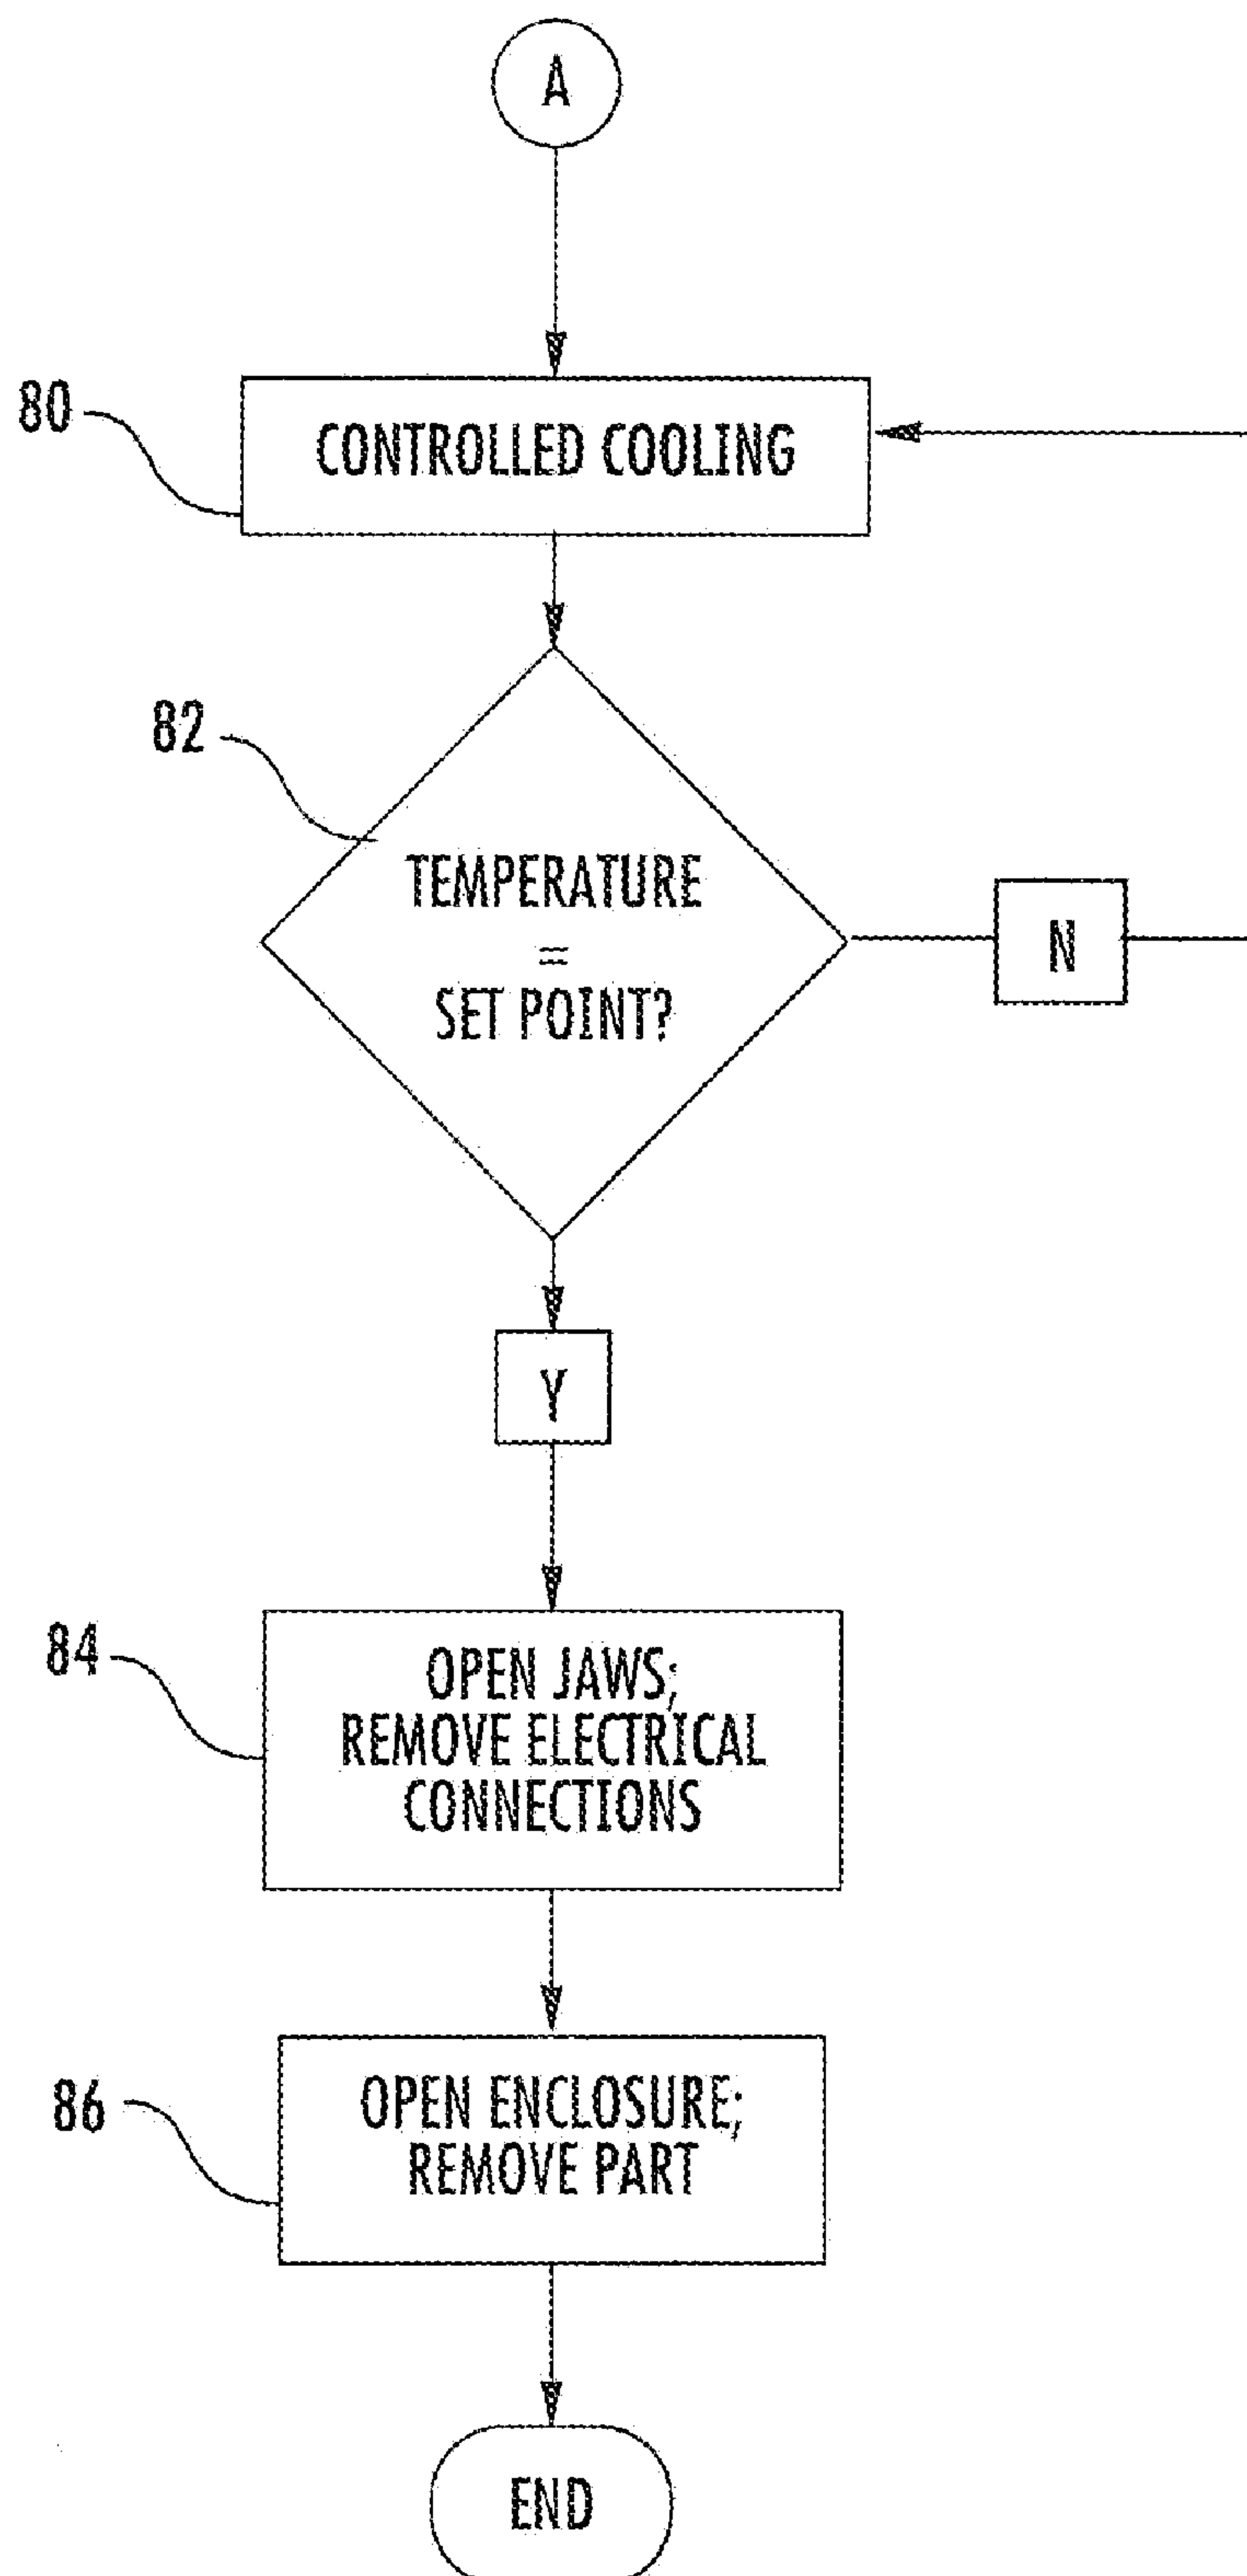 A
80
CONTROLLED COOLING
82
TEMPERATURE
=
SET POINT?
N
Y
84
OPEN JAWS;
REMOVE ELECTRICAL
CONNECTIONS
86
OPEN ENCLOSURE;
REMOVE PART
END